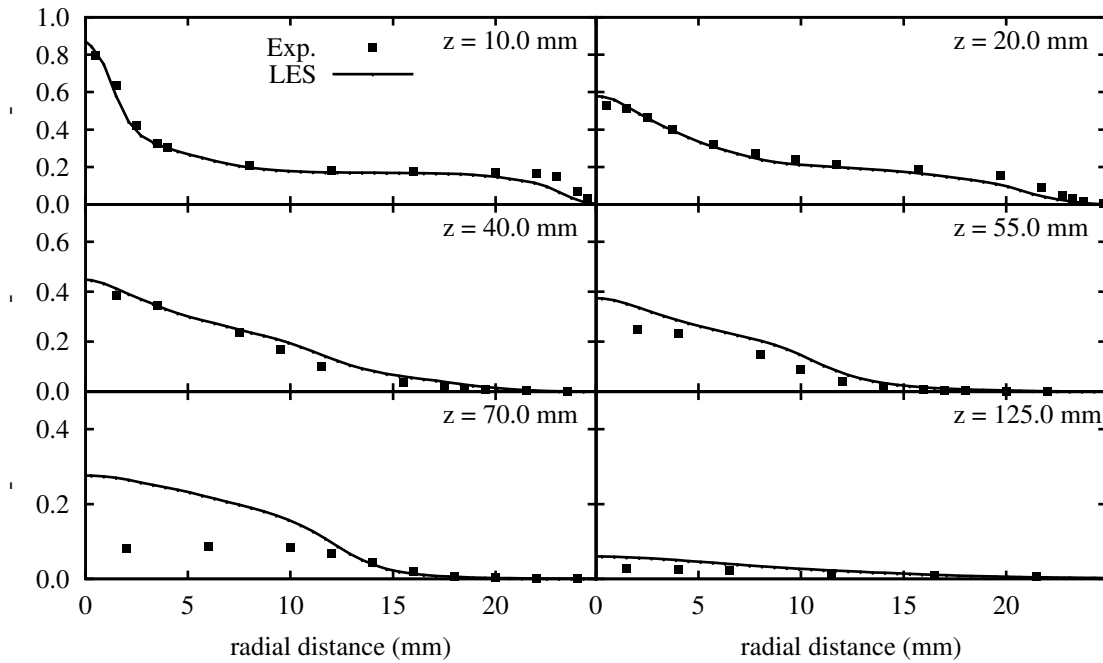 1.0
0.8
0.6
0.4
0.2
0.0
Exp.
LES
z = 10.0 mm
z = 20.0 mm
0.6
0.4
0.2
0.0
z = 40.0 mm
z = 55.0 mm
0.4
0.2
0.0
z = 70.0 mm
z = 125.0 mm
0 5 10 15 20 0 5 10 15 20
radial distance (mm) radial distance (mm)